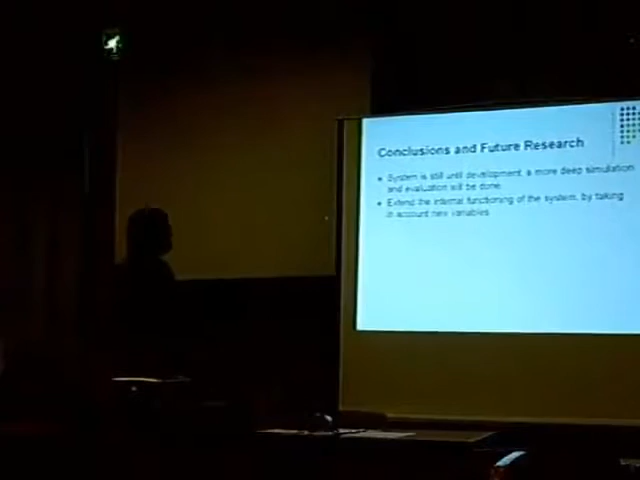 Conclusions and Future Research
System is still until development, a more deep simulation
and evaluation will be done.
Extend the internal functioning of the system, by taking
in account new variables.